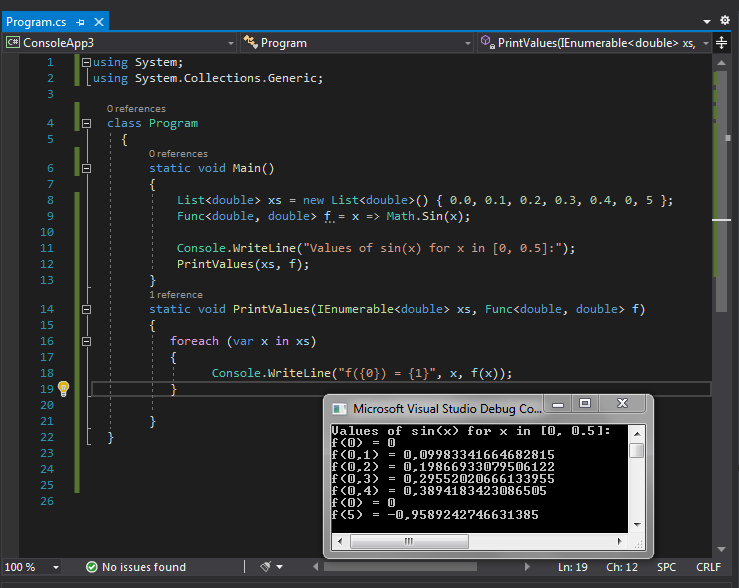 Program.cs
ConsoleApp3
Program
PrintValues(IEnumerable<double> xs,
1 using System;
2 using System.Collections.Generic;
3
0 references
4 class Program
5 {
0 references
6 static void Main()
7 {
8 List<double> xs = new List<double>() { 0.0, 0.1, 0.2, 0.3, 0.4, 0, 5 };
9 Func<double, double> f = x => Math.Sin(x);
10
11 Console.WriteLine("Values of sin(x) for x in [0, 0.5]:");
12 PrintValues(xs, f);
13 }
1 reference
14 static void PrintValues(IEnumerable<double> xs, Func<double, double> f)
15 {
16 foreach (var x in xs)
17 {
18 Console.WriteLine("f({0}) = {1}", x, f(x));
19 }
20
21 }
22 }
23
24
25
26
Microsoft Visual Studio Debug Co...
Values of sin(x) for x in [0, 0.5]:
f(0) = 0
f(0,1) = 0,09983341664682815
f(0,2) = 0,19866933079506122
f(0,3) = 0,29552020666133955
f(0,4) = 0,3894183423086505
f(0) = 0
f(5) = -0,9589242746631385
100 % No issues found Ln: 19 Ch: 12 SPC CRLF